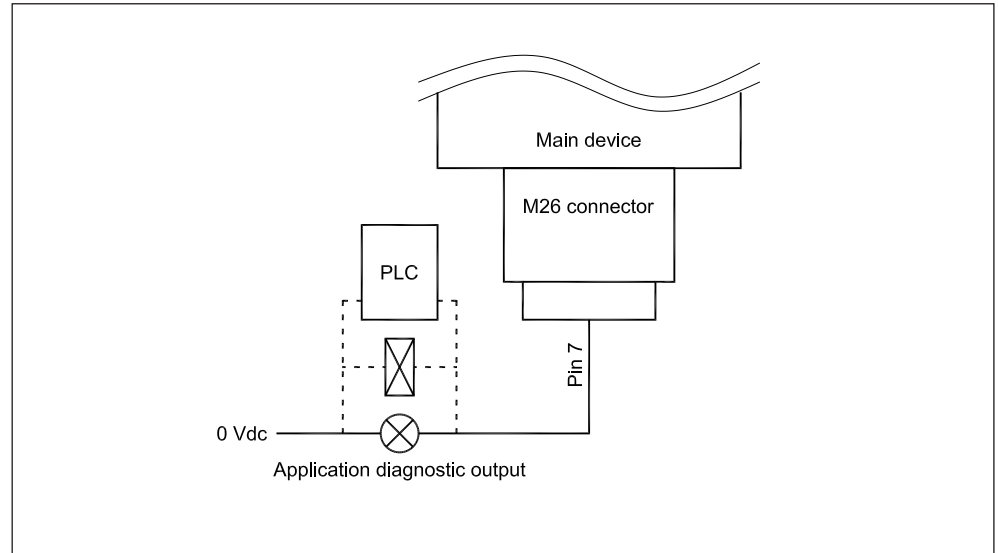 Main device
M26 connector
PLC
Pin 7
0 Vdc
Application diagnostic output